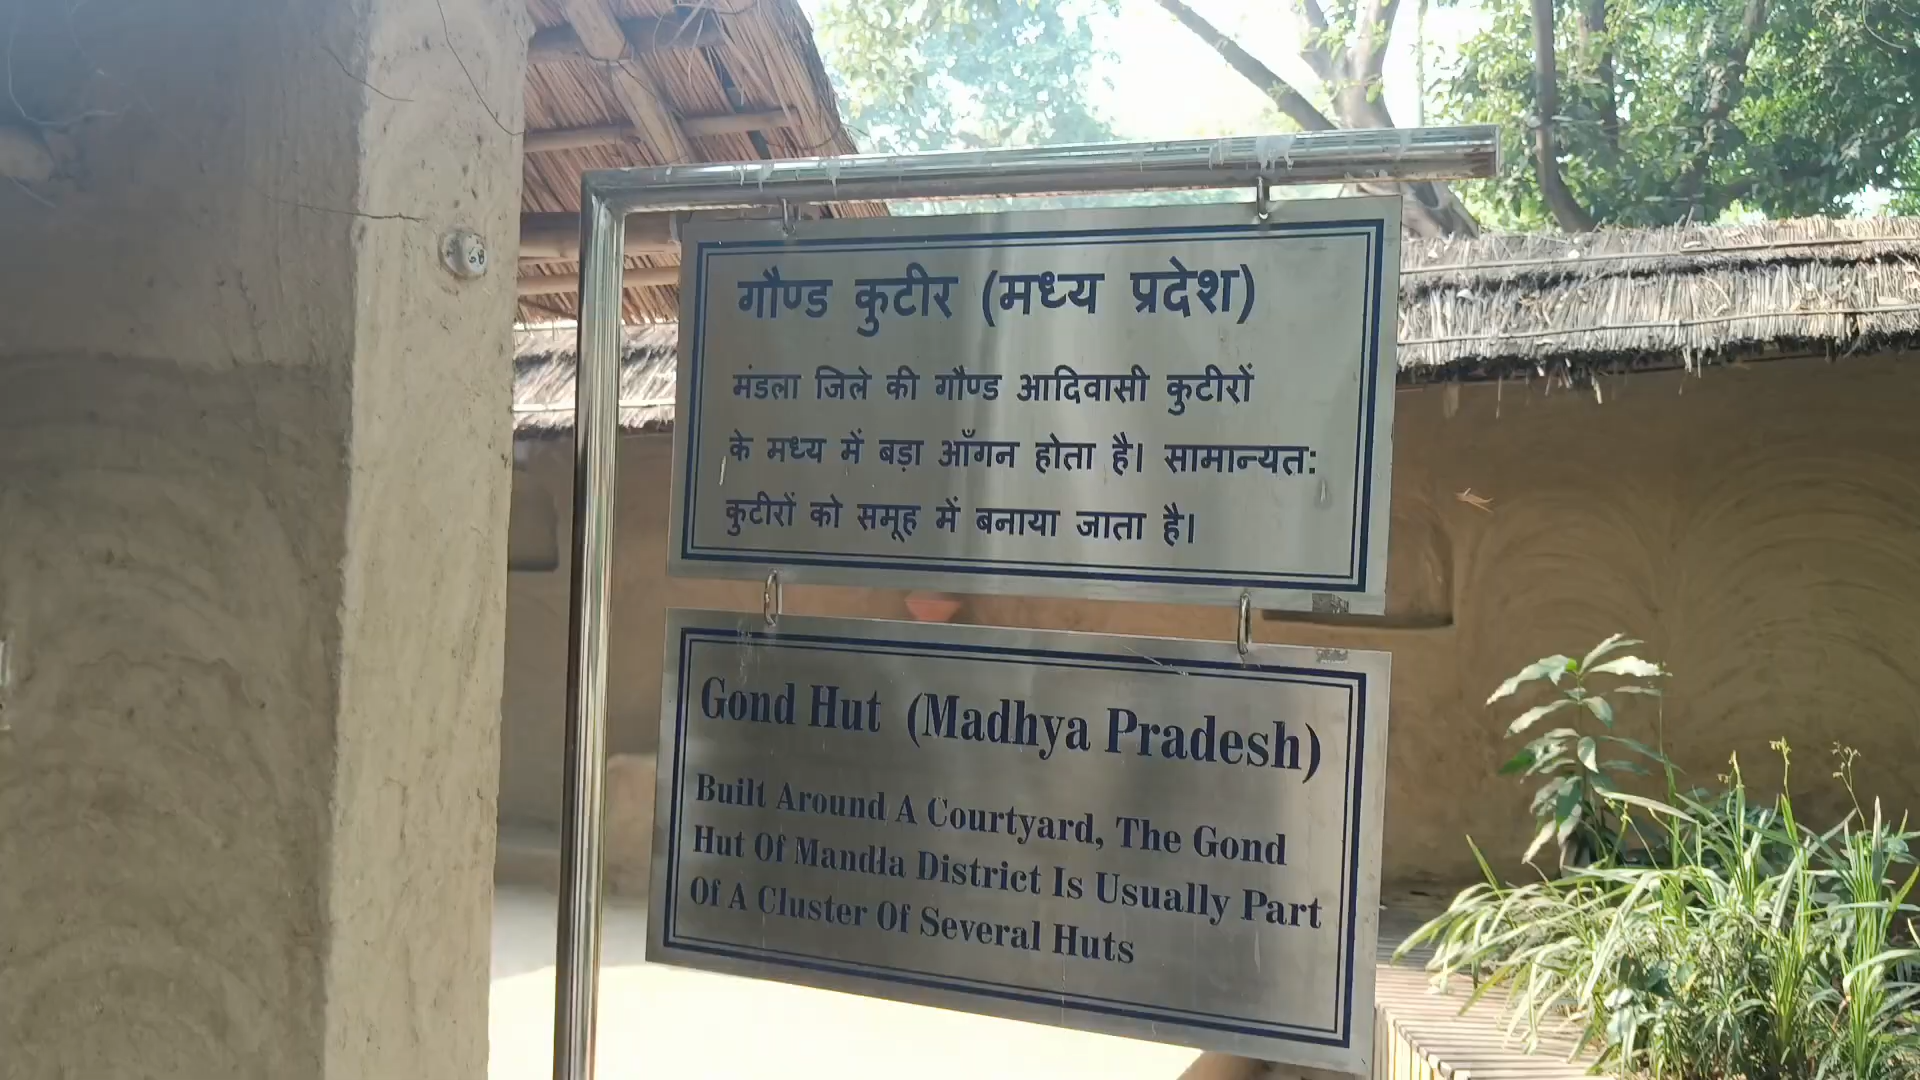 गौण्ड कुटीर (मध्य प्रदेश)
मंडला जिले की गौण्ड आदिवासी कुटीरों
के मध्य में बड़ा आँगन होता है। सामान्यतः
कुटीरों को समूह में बनाया जाता है।
Gond Hut (Madhya Pradesh)
Built Around A Courtyard, The Gond
Hut Of Mandla District Is Usually Part
Of A Cluster Of Several Huts